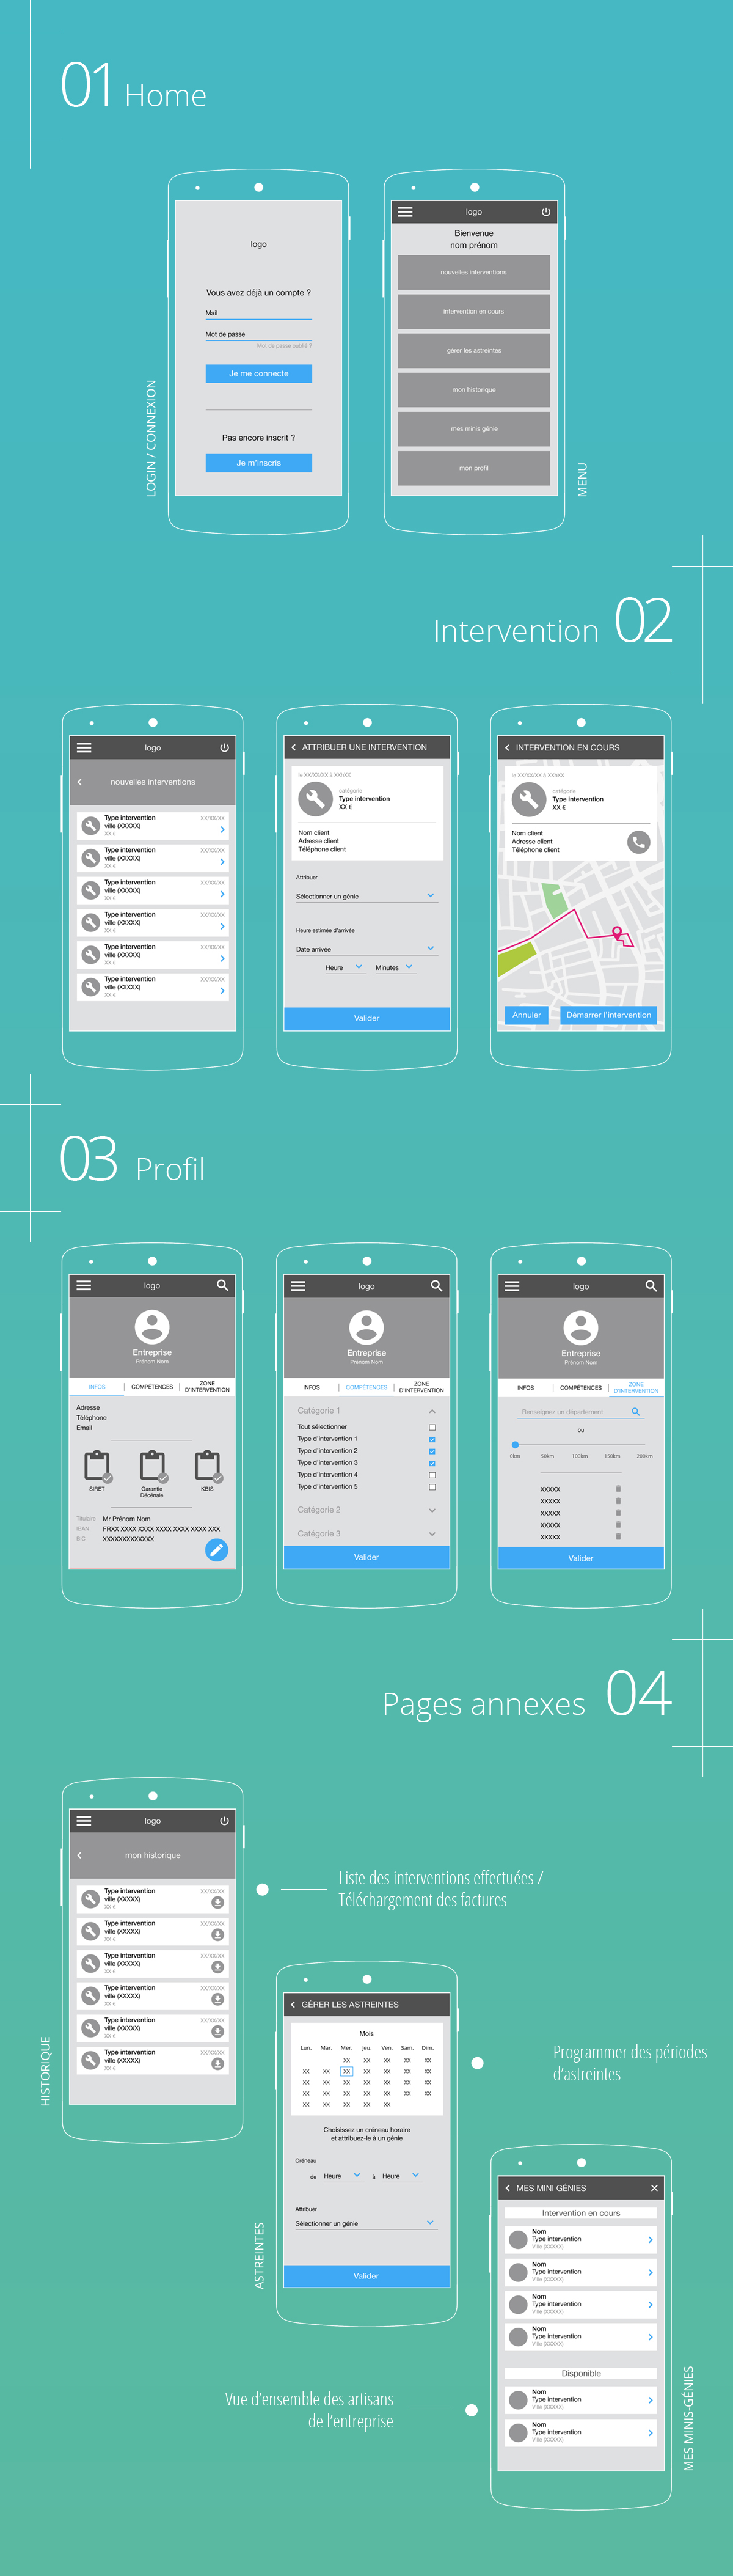 01 Home
logo
Vous avez déjà un compte ?
Mail
Mot de passe
Mot de passe oublié ?
Je me connecte
Pas encore inscrit ?
Je m'inscris
LOGIN / CONNEXION
logo
Bienvenue
nom prénom
nouvelles interventions
intervention en cours
gérer les astreintes
mon historique
mes minis génie
mon profil
MENU
Intervention 02
logo
nouvelles interventions
Type intervention XX/XX/XX
ville (XXXXX)
XX €
Type intervention XX/XX/XX
ville (XXXXX)
XX €
Type intervention XX/XX/XX
ville (XXXXX)
XX €
Type intervention XX/XX/XX
ville (XXXXX)
XX €
Type intervention XX/XX/XX
ville (XXXXX)
XX €
Type intervention XX/XX/XX
ville (XXXXX)
XX €
ATTRIBUER UNE INTERVENTION
le XX/XX/XX à XXhXX
catégorie
Type intervention
XX €
Nom client
Adresse client
Téléphone client
Attribuer
Sélectionner un génie
Heure estimée d'arrivée
Date arrivée
Heure Minutes
Valider
INTERVENTION EN COURS
le XX/XX/XX à XXhXX
catégorie
Type intervention
XX €
Nom client
Adresse client
Téléphone client
Annuler Démarrer l'intervention
03 Profil
logo
Entreprise
Prénom Nom
INFOS COMPÉTENCES ZONE
D'INTERVENTION
Adresse
Téléphone
Email
SIRET Garantie KBIS
Décénale
Titulaire Mr Prénom Nom
IBAN FRXX XXXX XXXX XXXX XXXX XXXX XXX
BIC XXXXXXXXXXXXX
logo
Entreprise
Prénom Nom
INFOS COMPÉTENCES ZONE
D'INTERVENTION
Catégorie 1
Tout sélectionner
Type d'intervention 1
Type d'intervention 2
Type d'intervention 3
Type d'intervention 4
Type d'intervention 5
Catégorie 2
Catégorie 3
Valider
logo
Entreprise
Prénom Nom
INFOS COMPÉTENCES ZONE
D'INTERVENTION
Renseignez un département
ou
0km 50km 100km 150km 200km
XXXXX
XXXXX
XXXXX
XXXXX
XXXXX
Valider
Pages annexes 04
logo
mon historique
Type intervention XX/XX/XX
ville (XXXXX)
XX €
Type intervention XX/XX/XX
ville (XXXXX)
XX €
Type intervention XX/XX/XX
ville (XXXXX)
XX €
Type intervention XX/XX/XX
ville (XXXXX)
XX €
Type intervention XX/XX/XX
ville (XXXXX)
XX €
Type intervention XX/XX/XX
ville (XXXXX)
XX €
HISTORIQUE
Liste des interventions effectuées /
Téléchargement des factures
GÉRER LES ASTREINTES
Mois
Lun. Mar. Mer. Jeu. Ven. Sam. Dim.
XX XX XX XX XX
XX XX XX XX XX XX XX
XX XX XX XX XX XX XX
XX XX XX XX XX XX XX
XX XX XX XX XX
Choisissez un créneau horaire
et attribuez-le à un génie
Créneau
de Heure à Heure
Attribuer
Sélectionner un génie
Valider
ASTREINTES
Programmer des périodes
d'astreintes
MES MINI GÉNIES
Intervention en cours
Nom
Type intervention
Ville (XXXXX)
Nom
Type intervention
Ville (XXXXX)
Nom
Type intervention
Ville (XXXXX)
Nom
Type intervention
Ville (XXXXX)
Disponible
Nom
Type intervention
Ville (XXXXX)
Nom
Type intervention
Ville (XXXXX)
MES MINIS-GÉNIES
Vue d'ensemble des artisans
de l'entreprise